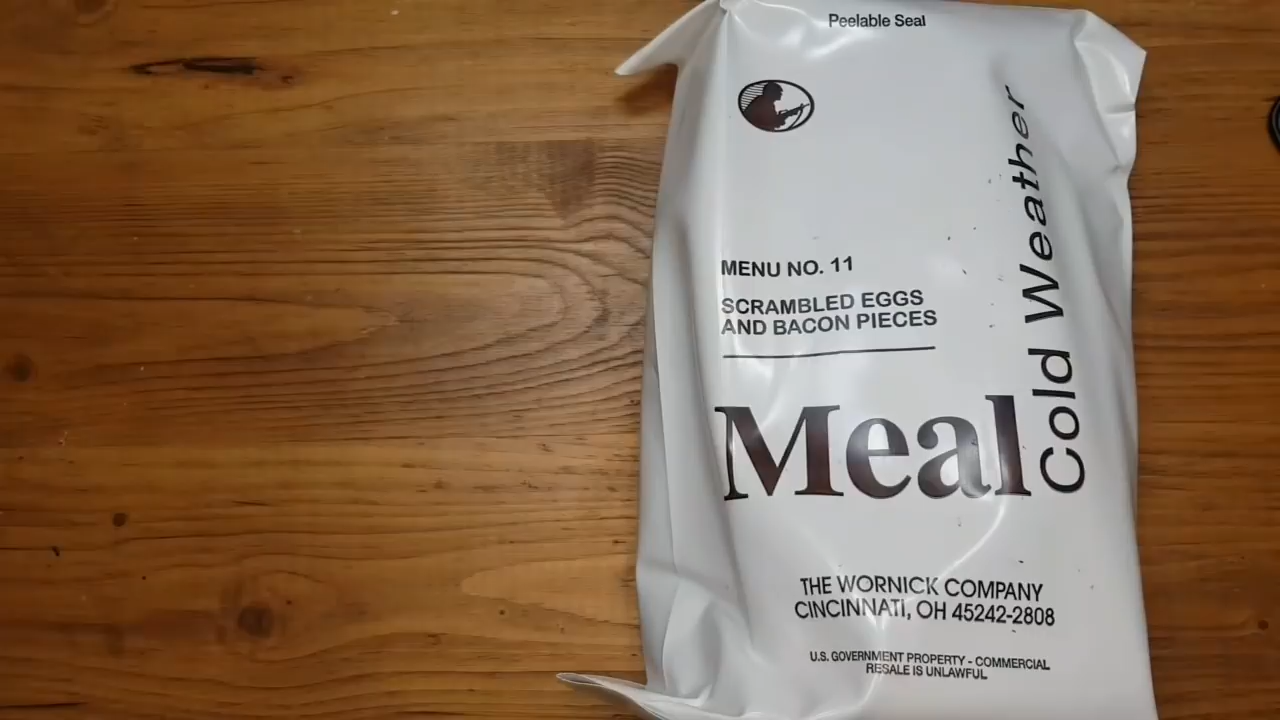 Peelable Seal
MENU NO. 11
SCRAMBLED EGGS
AND BACON PIECES
Meal
Cold Weather
THE WORNICK COMPANY
CINCINNATI, OH 45242-2808
U.S. GOVERNMENT PROPERTY - COMMERCIAL
RESALE IS UNLAWFUL